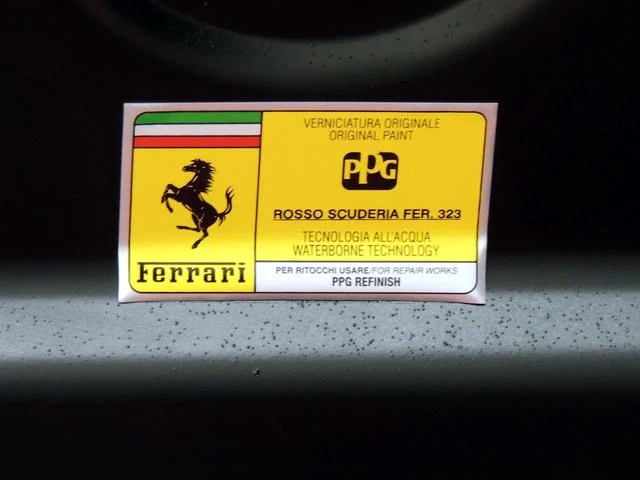 VERNICIATURA ORIGINALE
ORIGINAL PAINT
PPG
ROSSO SCUDERIA FER. 323
TECNOLOGIA ALL'ACQUA
WATERBORNE TECHNOLOGY
Ferrari
PER RITOCCHI USARE/FOR REPAIR WORKS
PPG REFINISH